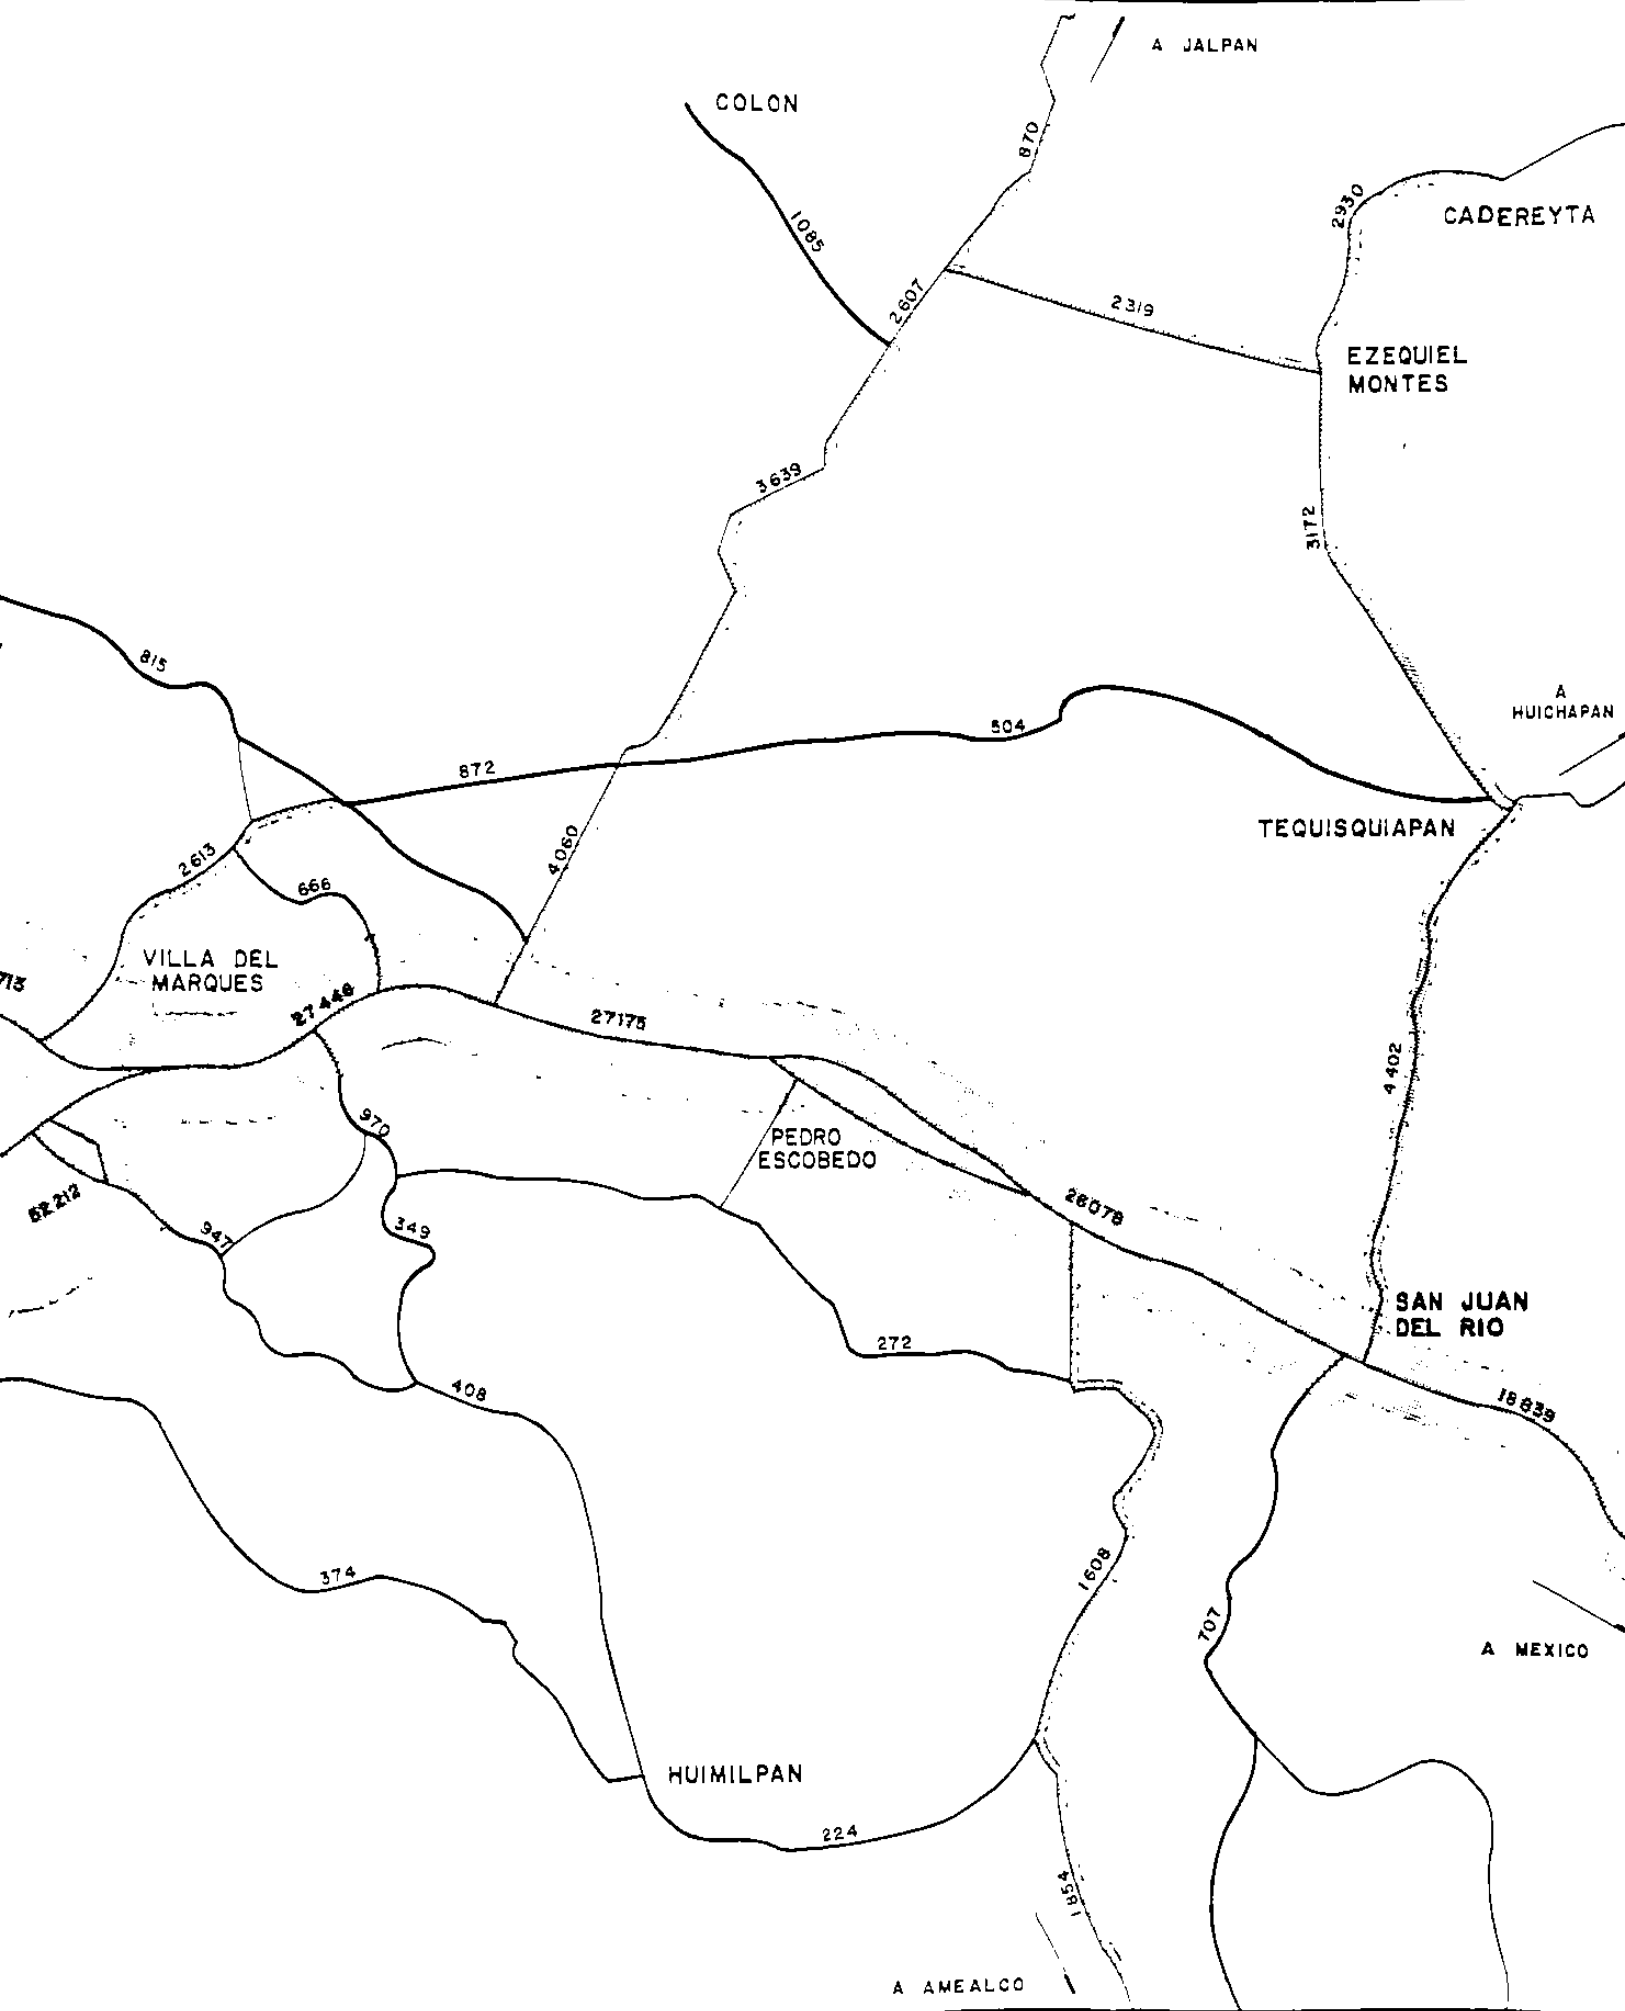 A JALPAN
COLON
870
2930
CADEREYTA
1085
2607
2319
EZEQUIEL
MONTES
3639
3172
815
A
HUICHAPAN
504
872
TEQUISQUIAPAN
4060
2613
666
VILLA DEL
MARQUES
713
27448
27175
4402
970
PEDRO
ESCOBEDO
52212
26078
947
349
SAN JUAN
DEL RIO
272
408
18839
374
1608
707
A MEXICO
HUIMILPAN
224
1854
A AMEALCO